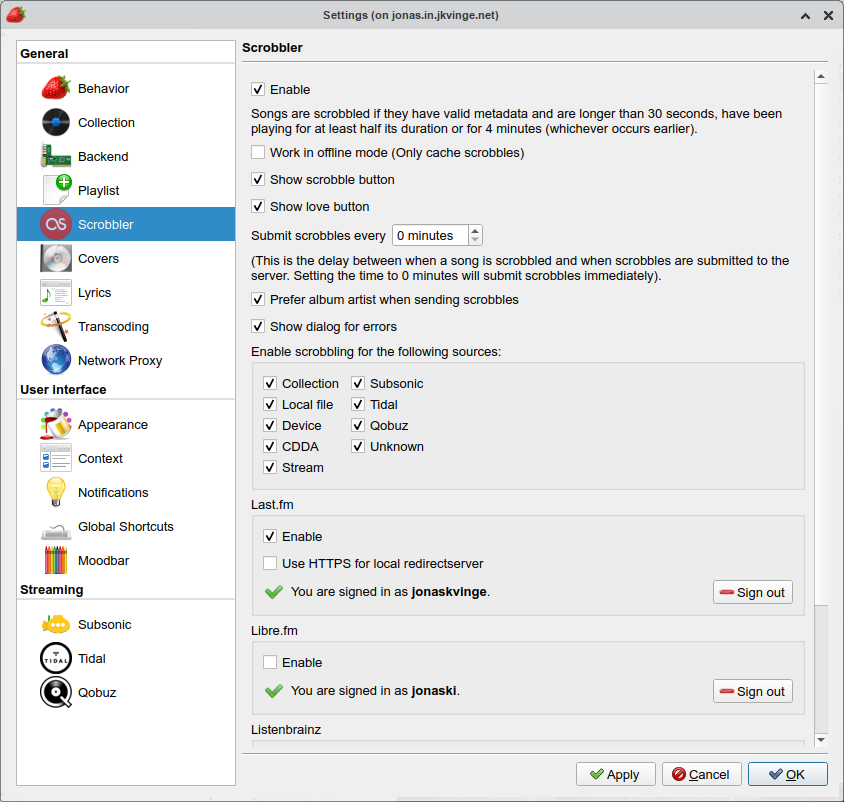 Settings (on jonas.in.jkvinge.net)
General
Behavior
Collection
Backend
Playlist
Scrobbler
Covers
Lyrics
Transcoding
Network Proxy
User interface
Appearance
Context
Notifications
Global Shortcuts
Moodbar
Streaming
Subsonic
TIDAL
Tidal
Qobuz
Scrobbler
Enable
Songs are scrobbled if they have valid metadata and are longer than 30 seconds, have been
playing for at least half its duration or for 4 minutes (whichever occurs earlier).
Work in offline mode (Only cache scrobbles)
Show scrobble button
Show love button
Submit scrobbles every 0 minutes
(This is the delay between when a song is scrobbled and when scrobbles are submitted to the
server. Setting the time to 0 minutes will submit scrobbles immediately).
Prefer album artist when sending scrobbles
Show dialog for errors
Enable scrobbling for the following sources:
Collection Subsonic
Local file Tidal
Device Qobuz
CDDA Unknown
Stream
Last.fm
Enable
Use HTTPS for local redirectserver
You are signed in as jonaskvinge. Sign out
Libre.fm
Enable
You are signed in as jonaski. Sign out
Listenbrainz
Apply Cancel OK